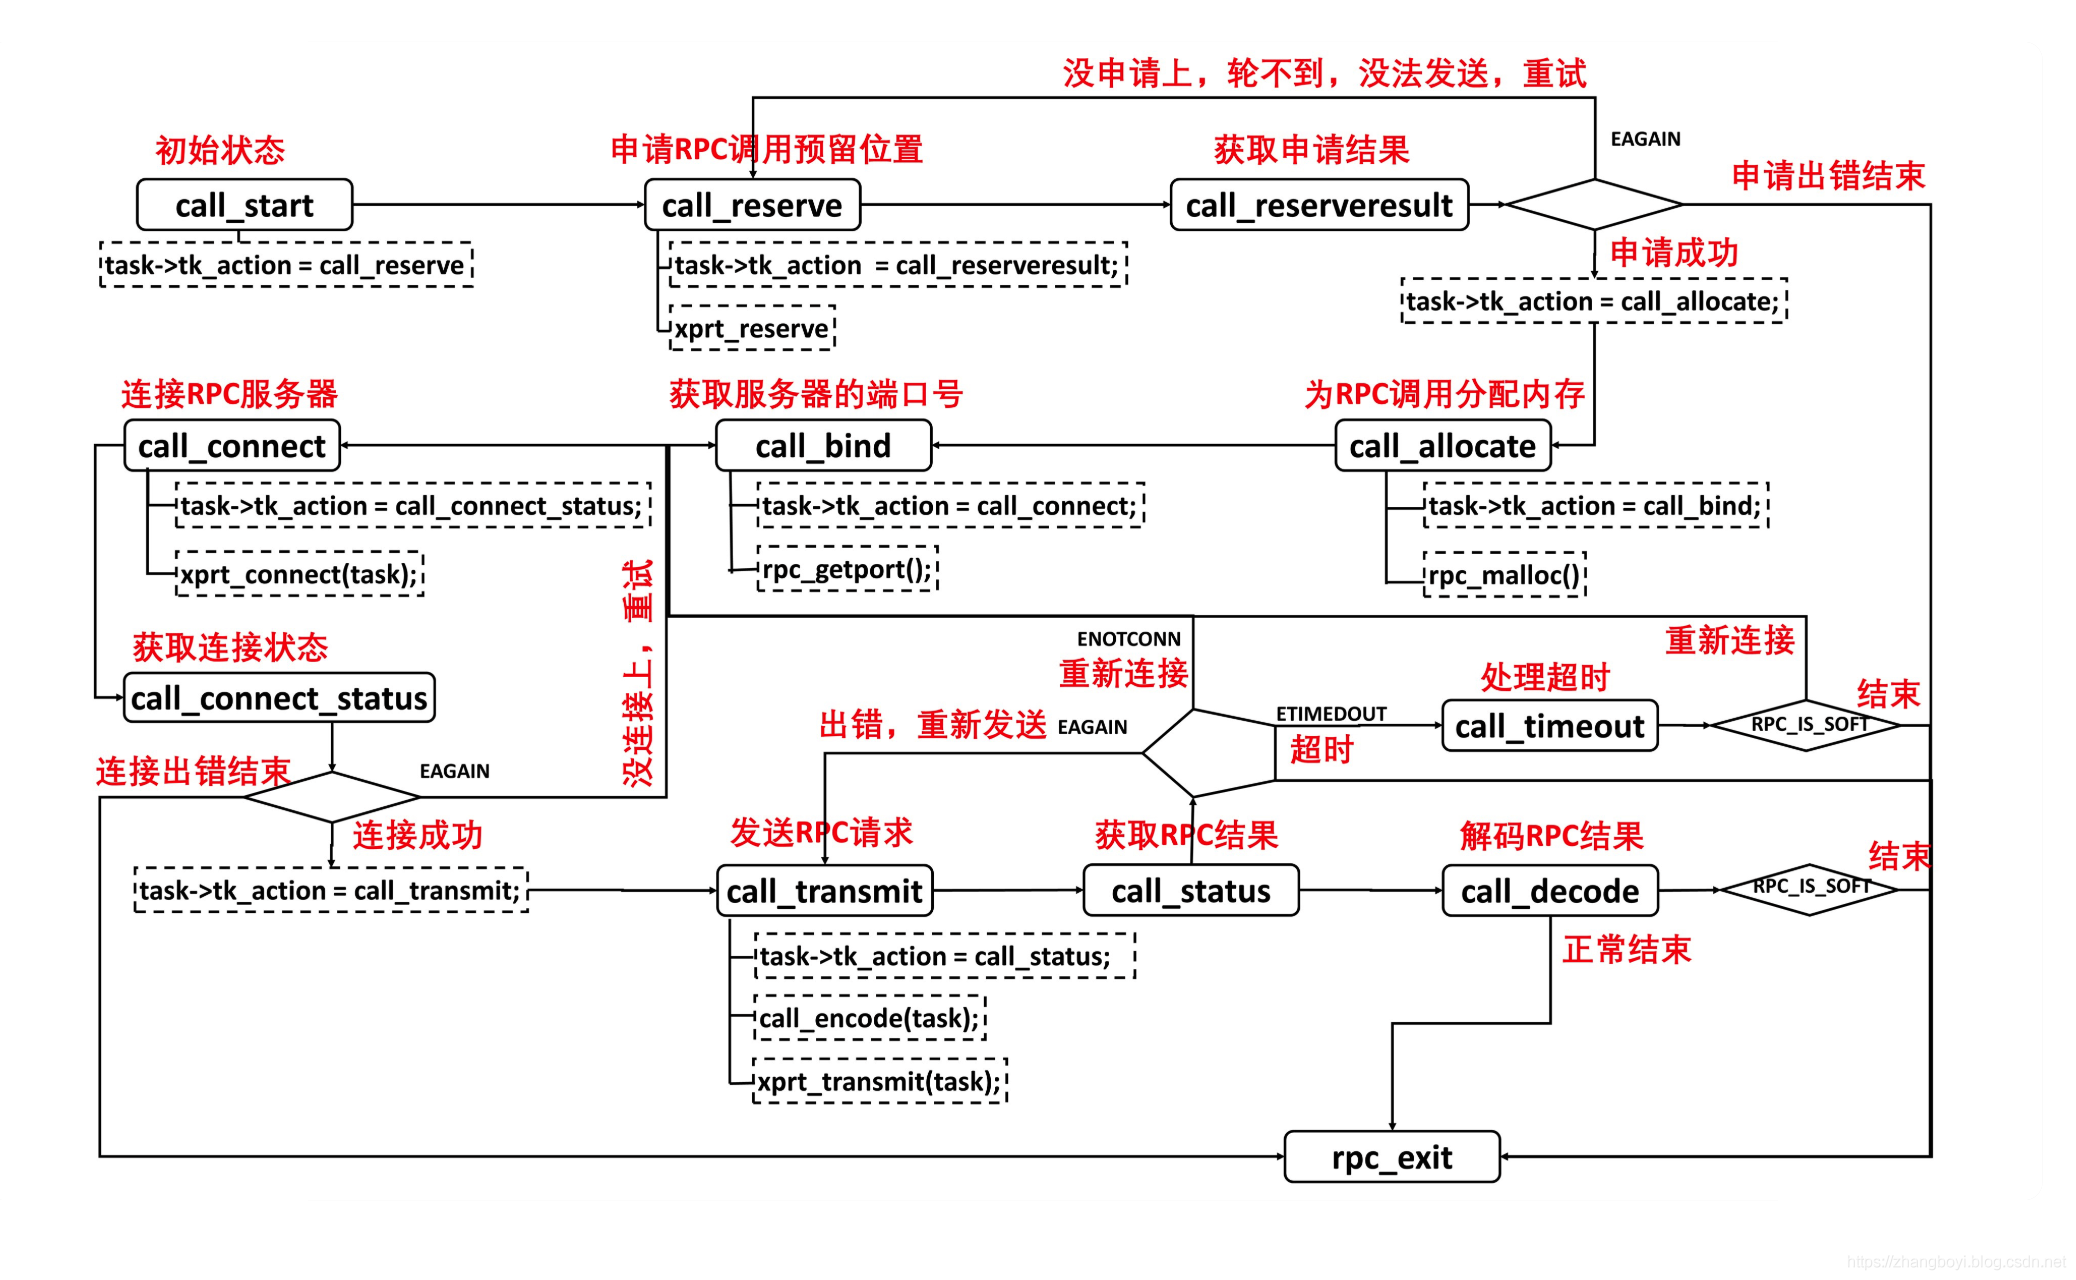 没申请上，轮不到，没法发送，重试
初始状态
申请RPC调用预留位置
获取申请结果
EAGAIN
申请出错结束
call_start
call_reserve
call_reserveresult
申请成功
task->tk_action = call_reserve
task->tk_action  = call_reserveresult;
task->tk_action = call_allocate;
xprt_reserve
连接RPC服务器
获取服务器的端口号
为RPC调用分配内存
call_connect
call_bind
call_allocate
task->tk_action = call_connect_status;
task->tk_action = call_connect;
task->tk_action = call_bind;
xprt_connect(task);
rpc_getport();
rpc_malloc()
没连接上，重试
获取连接状态
ENOTCONN
重新连接
重新连接
处理超时
结束
call_connect_status
出错，重新发送
EAGAIN
ETIMEDOUT
超时
call_timeout
RPC_IS_SOFT
连接出错结束
EAGAIN
连接成功
发送RPC请求
获取RPC结果
解码RPC结果
结束
task->tk_action = call_transmit;
call_transmit
call_status
call_decode
RPC_IS_SOFT
正常结束
task->tk_action = call_status;
call_encode(task);
xprt_transmit(task);
rpc_exit
https://zhangboyi.blog.csdn.net